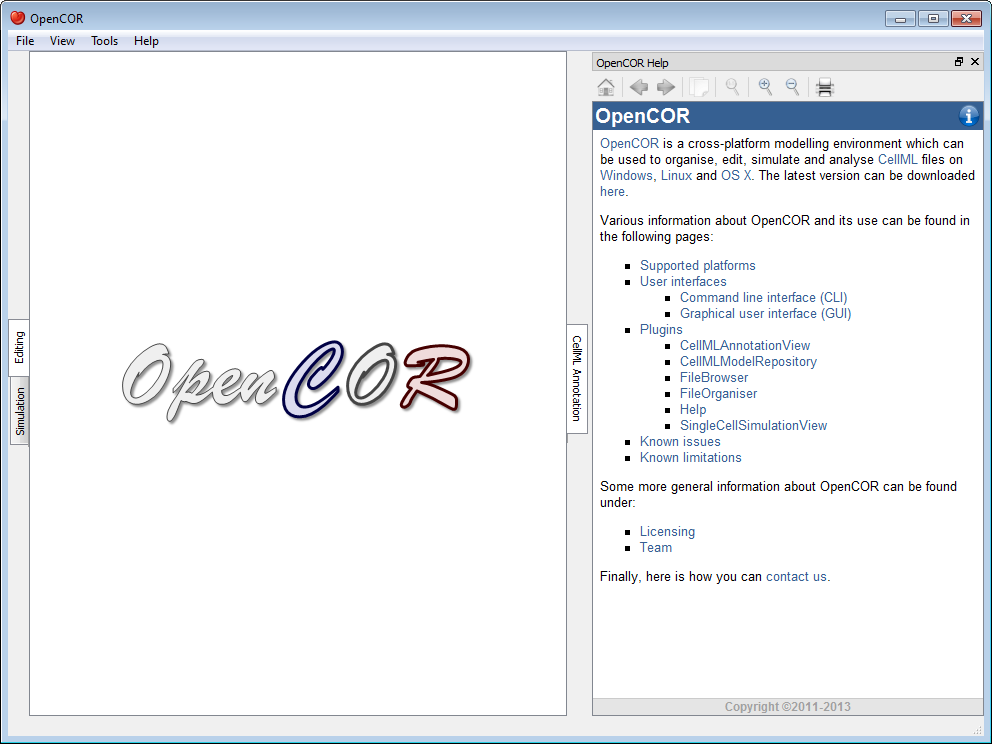 OpenCOR
File View Tools Help
Editing
Simulation
OpenCOR
CellML Annotation
OpenCOR Help
OpenCOR
OpenCOR is a cross-platform modelling environment which can
be used to organise, edit, simulate and analyse CellML files on
Windows, Linux and OS X. The latest version can be downloaded
here.
Various information about OpenCOR and its use can be found in
the following pages:
Supported platforms
User interfaces
Command line interface (CLI)
Graphical user interface (GUI)
Plugins
CellMLAnnotationView
CellMLModelRepository
FileBrowser
FileOrganiser
Help
SingleCellSimulationView
Known issues
Known limitations
Some more general information about OpenCOR can be found
under:
Licensing
Team
Finally, here is how you can contact us.
Copyright ©2011-2013